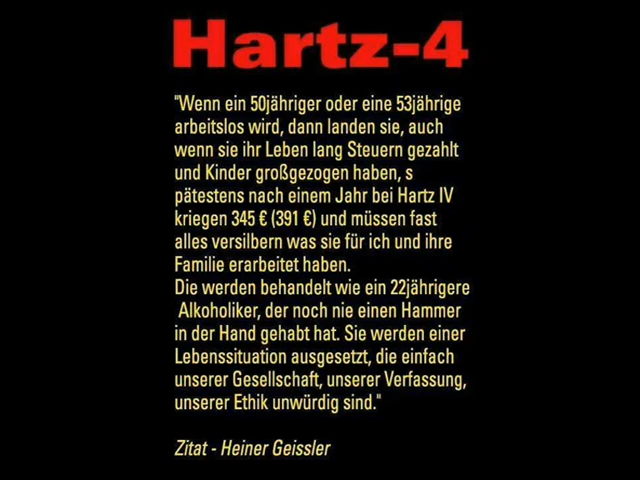 Hartz-4
"Wenn ein 50jähriger oder eine 53jährige
arbeitslos wird, dann landen sie, auch
wenn sie ihr Leben lang Steuern gezahlt
und Kinder großgezogen haben, s
pätestens nach einem Jahr bei Hartz IV
kriegen 345 € (391 €) und müssen fast
alles versilbern was sie für ich und ihre
Familie erarbeitet haben.
Die werden behandelt wie ein 22jährigere
Alkoholiker, der noch nie einen Hammer
in der Hand gehabt hat. Sie werden einer
Lebenssituation ausgesetzt, die einfach
unserer Gesellschaft, unserer Verfassung,
unserer Ethik unwürdig sind."
Zitat - Heiner Geissler